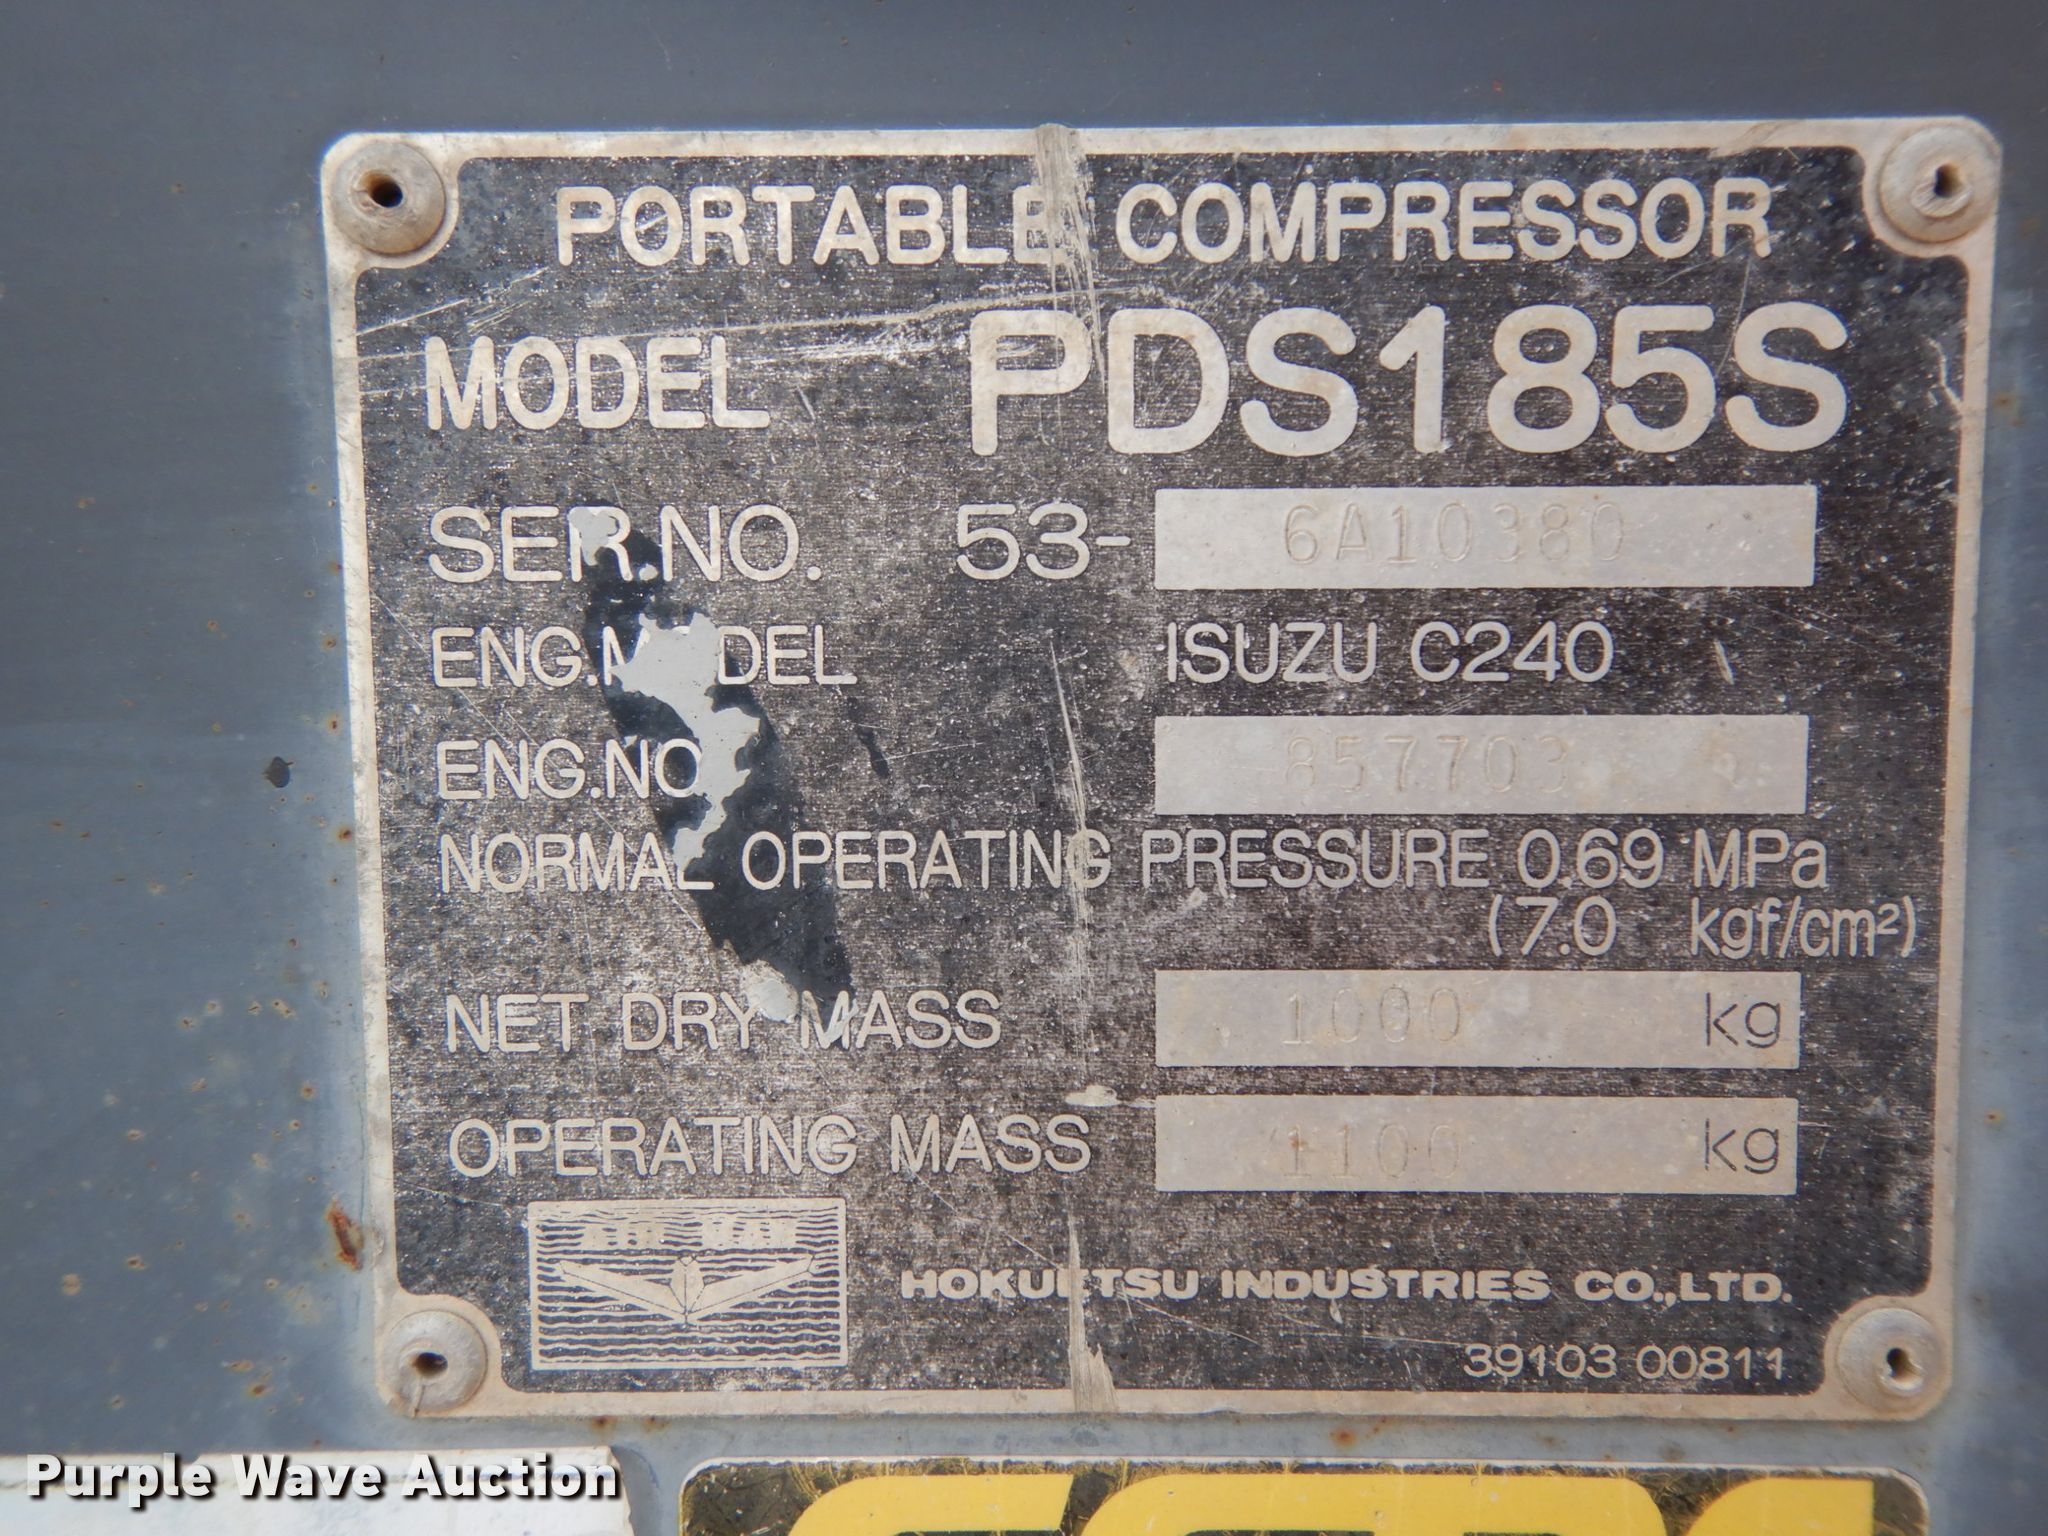 PORTABLE COMPRESSOR
MODEL PDS185S
SER.NO. 53- 6A10380
ENG.MODEL ISUZU C240
ENG.NO 857703
NORMAL OPERATING PRESSURE 0.69 MPa
(7.0 kgf/cm²)
NET DRY MASS 1000 kg
OPERATING MASS 1100 kg
HOKUETSU INDUSTRIES CO.,LTD.
39103 00811
Purple Wave Auction